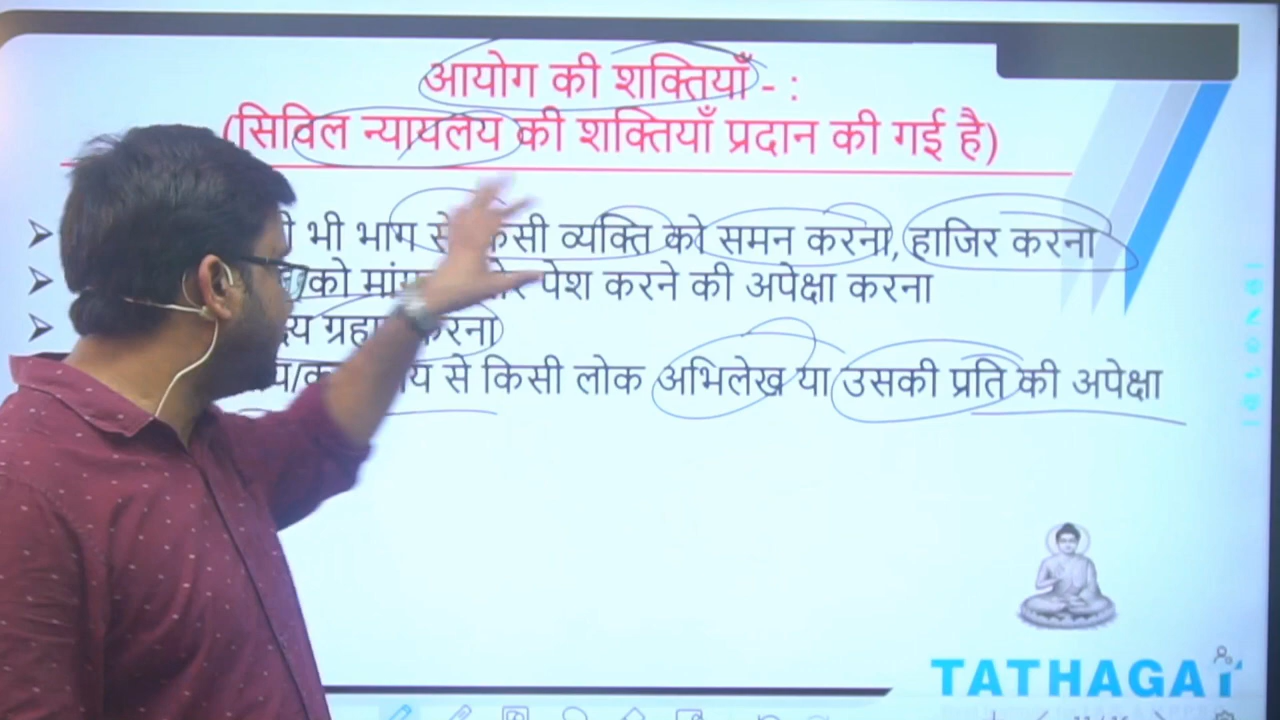 आयोग की शक्तियाँ - :
(सिविल न्यायलय की शक्तियाँ प्रदान की गई है)
भी भाग से किसी व्यक्ति को समन करना, हाजिर करना
को पेश करने की अपेक्षा करना
करना
से किसी लोक अभिलेख या उसकी प्रति की अपेक्षा
TATHAGAT